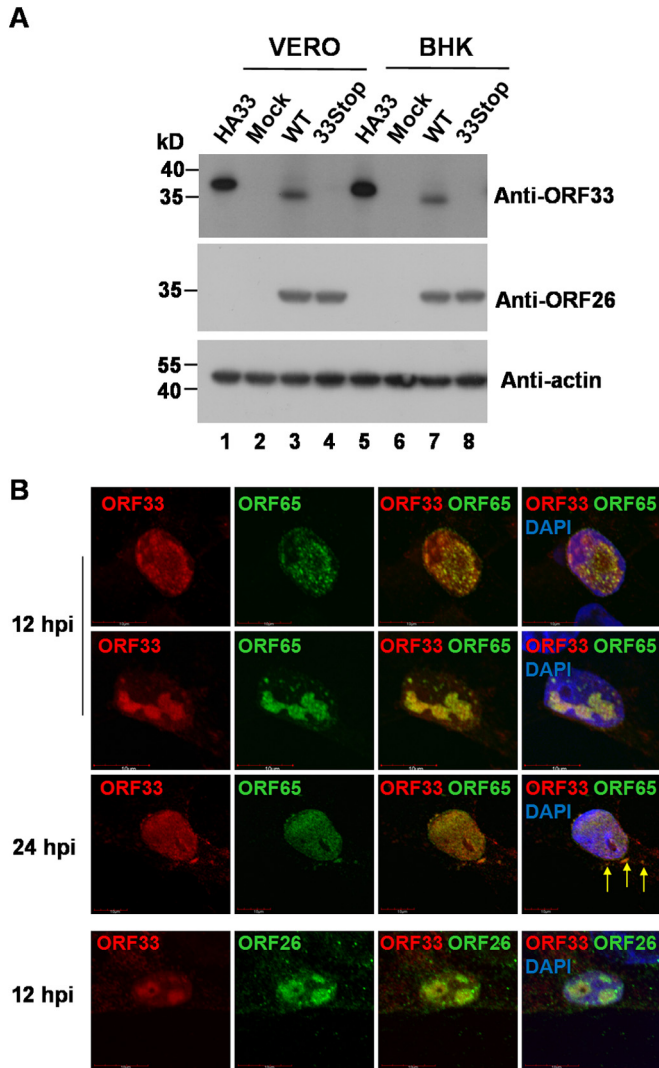 A
VERO BHK
HA33 Mock WT 33Stop HA33 Mock WT 33Stop
kD
40
35
Anti-ORF33
35
Anti-ORF26
55
40
Anti-actin
1 2 3 4 5 6 7 8
B
ORF33 ORF65 ORF33 ORF65 ORF33 ORF65
DAPI
12 hpi
ORF33 ORF65 ORF33 ORF65 ORF33 ORF65
DAPI
ORF33 ORF65 ORF33 ORF65 ORF33 ORF65
DAPI
24 hpi
ORF33 ORF26 ORF33 ORF26 ORF33 ORF26
DAPI
12 hpi